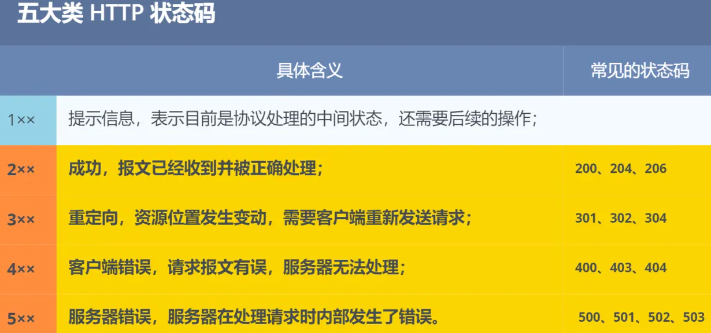 五大类 HTTP 状态码
具体含义 常见的状态码
1×× 提示信息，表示目前是协议处理的中间状态，还需要后续的操作；
2×× 成功，报文已经收到并被正确处理； 200、204、206
3×× 重定向，资源位置发生变动，需要客户端重新发送请求； 301、302、304
4×× 客户端错误，请求报文有误，服务器无法处理； 400、403、404
5×× 服务器错误，服务器在处理请求时内部发生了错误。 500、501、502、503